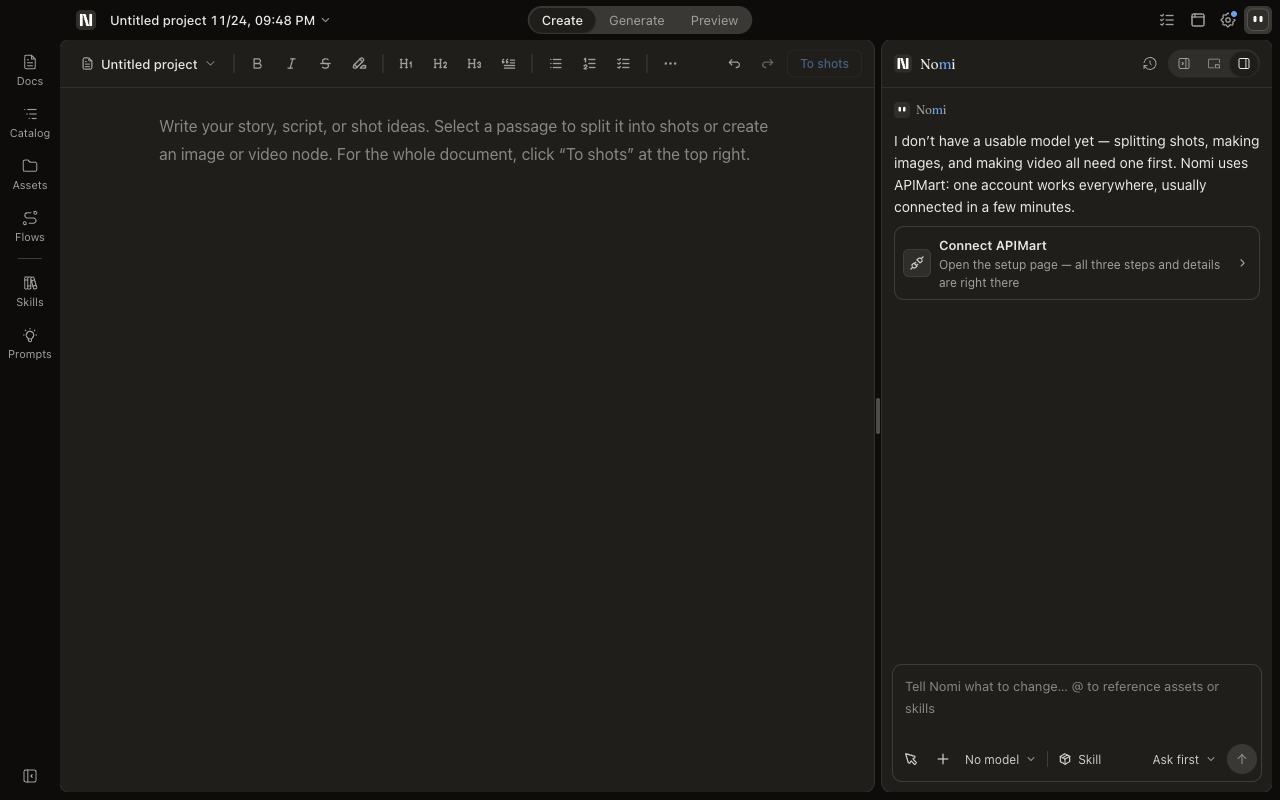 Untitled project 11/24, 09:48 PM
Create
Generate
Preview
Docs
Catalog
Assets
Flows
Skills
Prompts
Untitled project
B
I
S
H1
H2
H3
To shots
Write your story, script, or shot ideas. Select a passage to split it into shots or create
an image or video node. For the whole document, click “To shots” at the top right.
Nomi
Nomi
I don’t have a usable model yet — splitting shots, making
images, and making video all need one first. Nomi uses
APIMart: one account works everywhere, usually
connected in a few minutes.
Connect APIMart
Open the setup page — all three steps and details
are right there
Tell Nomi what to change... @ to reference assets or
skills
No model
Skill
Ask first